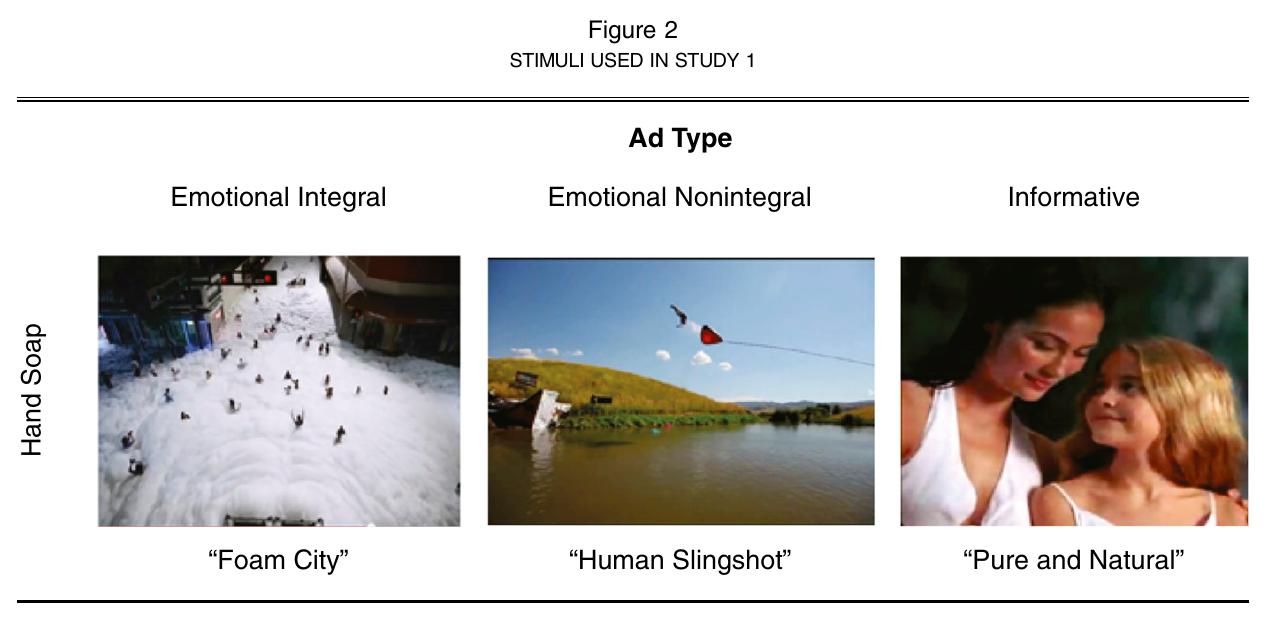 Figure 2
STIMULI USED IN STUDY 1
Ad Type
Emotional Integral
Emotional Nonintegral
Informative
Hand Soap
“Foam City”
“Human Slingshot”
“Pure and Natural”